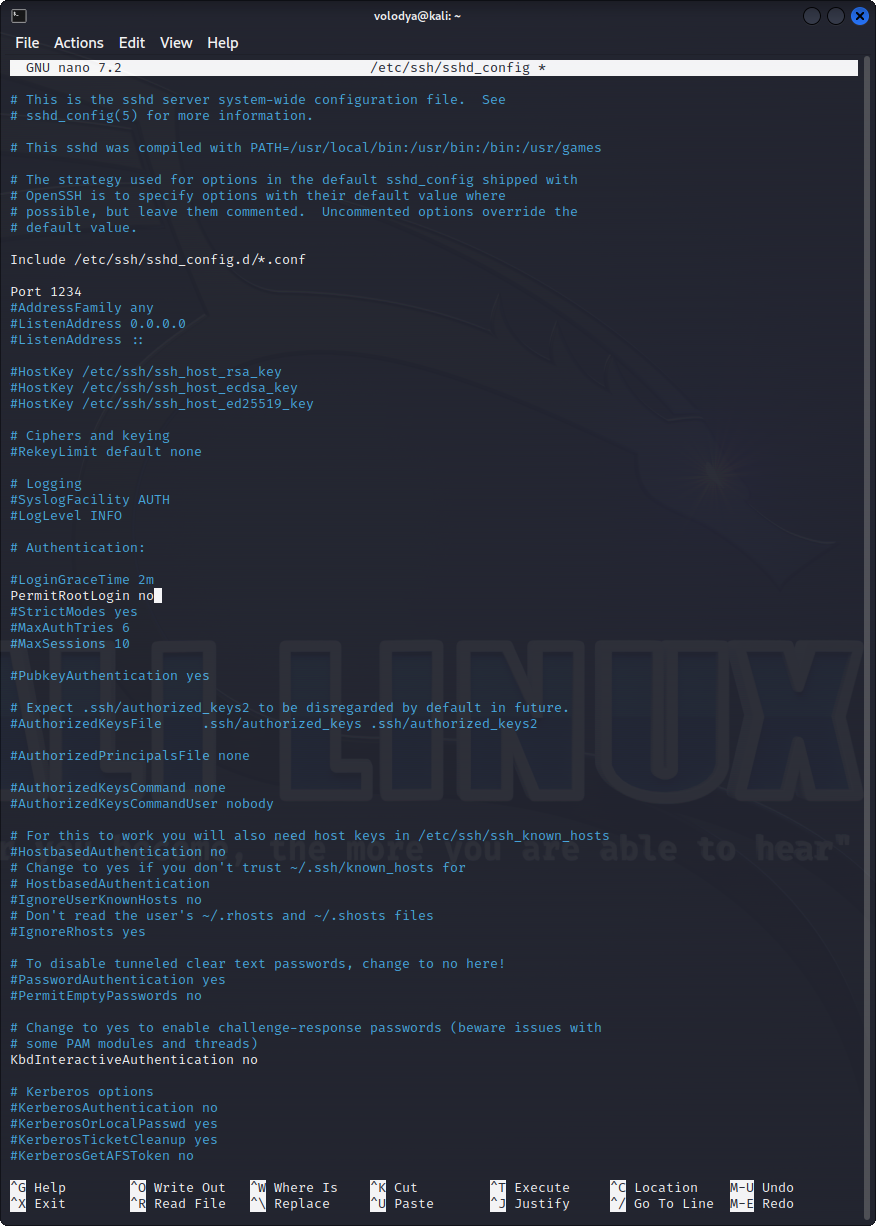 volodya@kali: ~
File Actions Edit View Help
GNU nano 7.2 /etc/ssh/sshd_config *
# This is the sshd server system-wide configuration file.  See
# sshd_config(5) for more information.
# This sshd was compiled with PATH=/usr/local/bin:/usr/bin:/bin:/usr/games
# The strategy used for options in the default sshd_config shipped with
# OpenSSH is to specify options with their default value where
# possible, but leave them commented.  Uncommented options override the
# default value.
Include /etc/ssh/sshd_config.d/*.conf
Port 1234
#AddressFamily any
#ListenAddress 0.0.0.0
#ListenAddress ::
#HostKey /etc/ssh/ssh_host_rsa_key
#HostKey /etc/ssh/ssh_host_ecdsa_key
#HostKey /etc/ssh/ssh_host_ed25519_key
# Ciphers and keying
#RekeyLimit default none
# Logging
#SyslogFacility AUTH
#LogLevel INFO
# Authentication:
#LoginGraceTime 2m
PermitRootLogin no
#StrictModes yes
#MaxAuthTries 6
#MaxSessions 10
#PubkeyAuthentication yes
# Expect .ssh/authorized_keys2 to be disregarded by default in future.
#AuthorizedKeysFile     .ssh/authorized_keys .ssh/authorized_keys2
#AuthorizedPrincipalsFile none
#AuthorizedKeysCommand none
#AuthorizedKeysCommandUser nobody
# For this to work you will also need host keys in /etc/ssh/ssh_known_hosts
#HostbasedAuthentication no
# Change to yes if you don't trust ~/.ssh/known_hosts for
# HostbasedAuthentication
#IgnoreUserKnownHosts no
# Don't read the user's ~/.rhosts and ~/.shosts files
#IgnoreRhosts yes
# To disable tunneled clear text passwords, change to no here!
#PasswordAuthentication yes
#PermitEmptyPasswords no
# Change to yes to enable challenge-response passwords (beware issues with
# some PAM modules and threads)
KbdInteractiveAuthentication no
# Kerberos options
#KerberosAuthentication no
#KerberosOrLocalPasswd yes
#KerberosTicketCleanup yes
#KerberosGetAFSToken no
^G Help ^O Write Out ^W Where Is ^K Cut ^T Execute ^C Location M-U Undo
^X Exit ^R Read File ^\ Replace ^U Paste ^J Justify ^/ Go To Line M-E Redo
LINUX
the more you are able to hear"